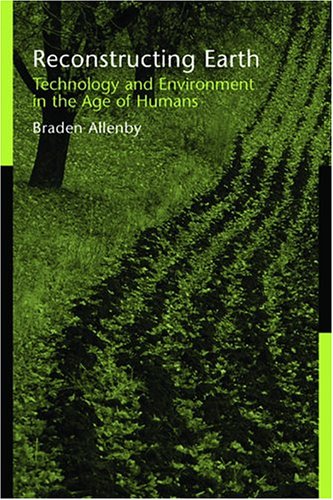 Reconstructing Earth
Technology and Environment
in the Age of Humans
Braden Allenby